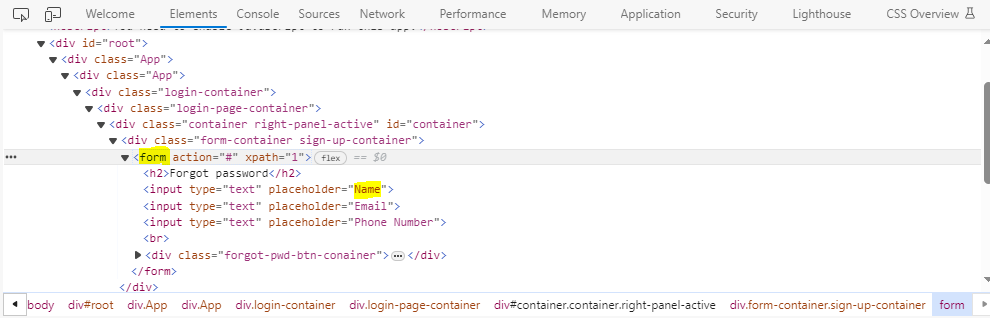 Welcome Elements Console Sources Network Performance Memory Application Security Lighthouse CSS Overview
<div id="root">
<div class="App">
<div class="App">
<div class="login-container">
<div class="login-page-container">
<div class="container right-panel-active" id="container">
<div class="form-container sign-up-container">
<form action="#" xpath="1"> flex == $0
<h2>Forgot password</h2>
<input type="text" placeholder="Name">
<input type="text" placeholder="Email">
<input type="text" placeholder="Phone Number">
<br>
<div class="forgot-pwd-btn-conainer"> … </div>
</form>
</div>
body div#root div.App div.App div.login-container div.login-page-container div#container.container.right-panel-active div.form-container.sign-up-container form